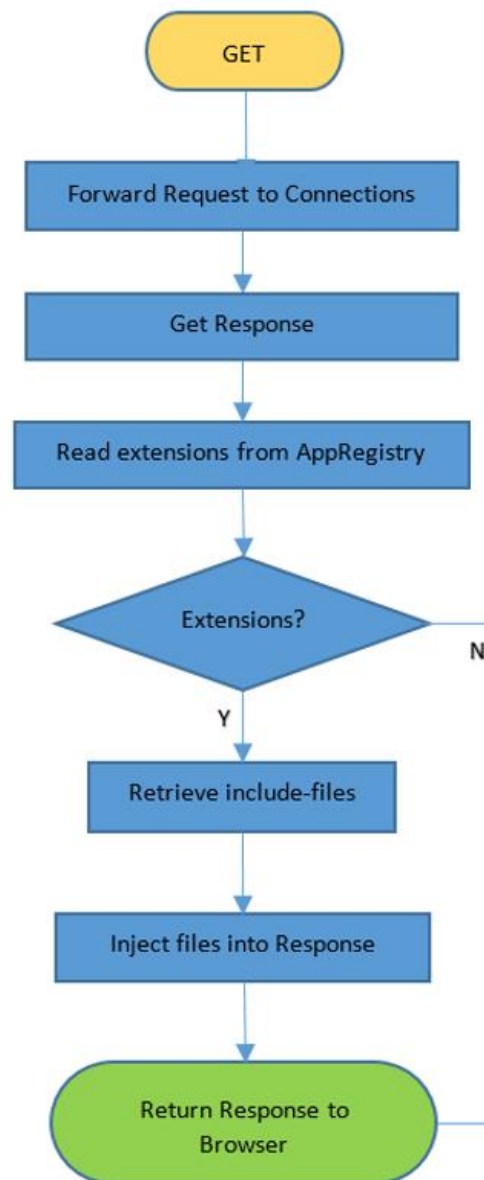 GET
Forward Request to Connections
Get Response
Read extensions from AppRegistry
Extensions?
N
Y
Retrieve include-files
Inject files into Response
Return Response to
Browser